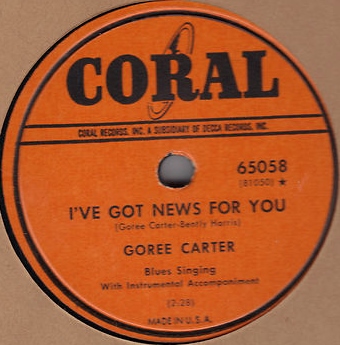 CORAL
CORAL RECORDS, INC. A SUBSIDIARY OF DECCA RECORDS, INC.
65058
(81050) ★
I'VE GOT NEWS FOR YOU
(Goree Carter-Bently Harris)
GOREE CARTER
Blues Singing
With Instrumental Accompaniment
(2:28)
MADE IN U.S.A.